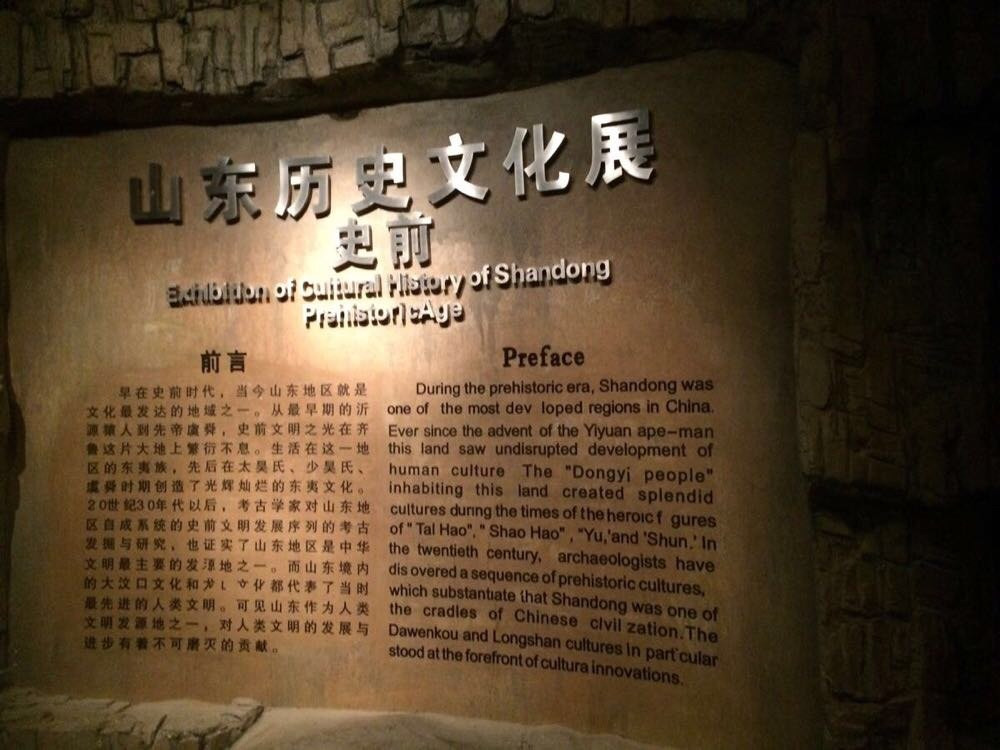 山东历史文化展
史前
Exhibition of Cultural History of Shandong
Prehistoric Age
前言
早在史前时代，当今山东地区就是
文化最发达的地域之一。从最早期的沂
源猿人到先帝虞舜，史前文明之光在齐
鲁这片大地上繁衍不息。生活在这一地
区的东夷族，先后在太昊氏、少昊氏、
虞舜时期创造了光辉灿烂的东夷文化。
20世纪30年代以后，考古学家对山东地
区自成系统的史前文明发展序列的考古
发掘与研究，也证实了山东地区是中华
文明最主要的发源地之一。而山东境内
的大汶口文化和 文化都代表了当时
最先进的人类文明。可见山东作为人类
文明发源地之一，对人类文明的发展与
进步有着不可磨灭的贡献。
Preface
During the prehistoric era, Shandong was
one of the most dev loped regions in China.
Ever since the advent of the Yiyuan ape-man
this land saw undisrupted development of
human culture The "Dongyi people"
inhabiting this land created splendid
cultures during the times of the heroic f gures
of " Tal Hao", " Shao Hao" , "Yu,'and 'Shun.' In
the twentieth century, archaeologists have
dis overed a sequence of prehistoric cultures,
which substantiate that Shandong was one of
the cradles of Chinese civil zation.The
Dawenkou and Longshan cultures in part cular
stood at the forefront of cultura innovations.